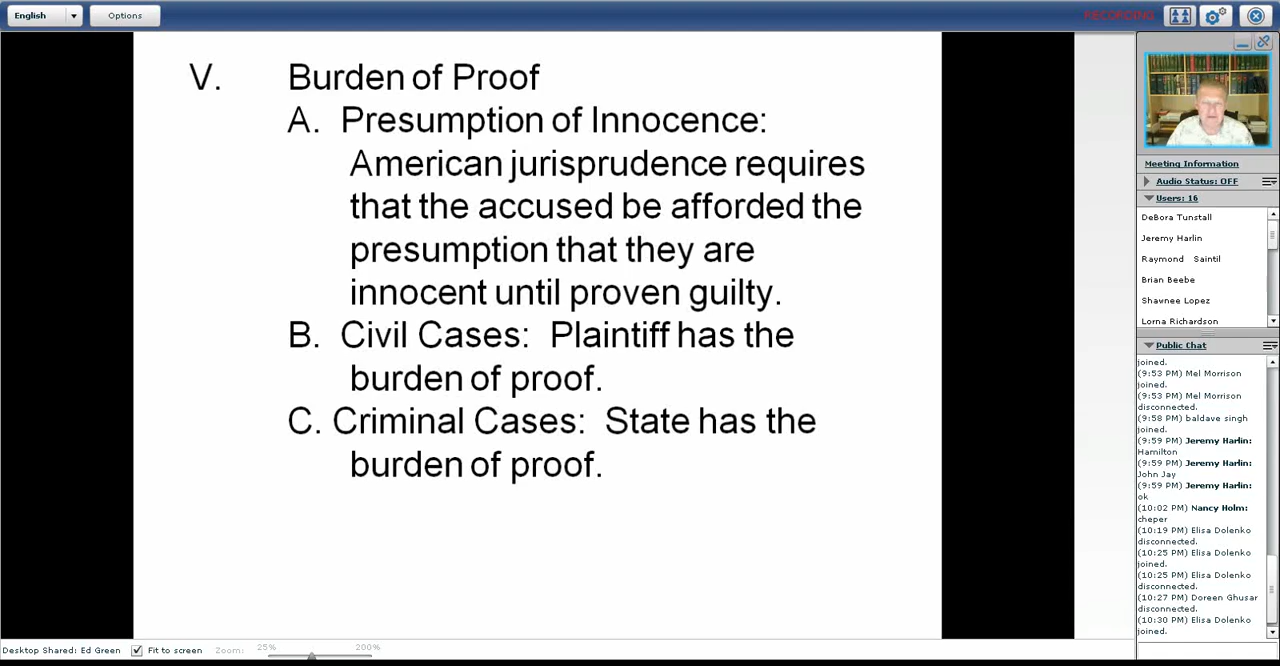 English
Options
RECORDING
V. Burden of Proof
A. Presumption of Innocence:
American jurisprudence requires
that the accused be afforded the
presumption that they are
innocent until proven guilty.
B. Civil Cases: Plaintiff has the
burden of proof.
C. Criminal Cases: State has the
burden of proof.
Meeting Information
Audio Status: OFF
Users: 16
DeBora Tunstall
Jeremy Harlin
Raymond Saintil
Brian Beebe
Shavnee Lopez
Lorna Richardson
Public Chat
joined.
(9:53 PM) Mel Morrison
joined.
(9:53 PM) Mel Morrison
disconnected.
(9:58 PM) baldave singh
joined.
(9:59 PM) Jeremy Harlin:
Hamilton
(9:59 PM) Jeremy Harlin:
John Jay
(9:59 PM) Jeremy Harlin:
ok
(10:02 PM) Nancy Holm:
cheper
(10:19 PM) Elisa Dolenko
disconnected.
(10:25 PM) Elisa Dolenko
joined.
(10:25 PM) Elisa Dolenko
disconnected.
(10:27 PM) Doreen Ghusar
disconnected.
(10:30 PM) Elisa Dolenko
joined.
Desktop Shared: Ed Green
Fit to screen
Zoom:
25%
200%